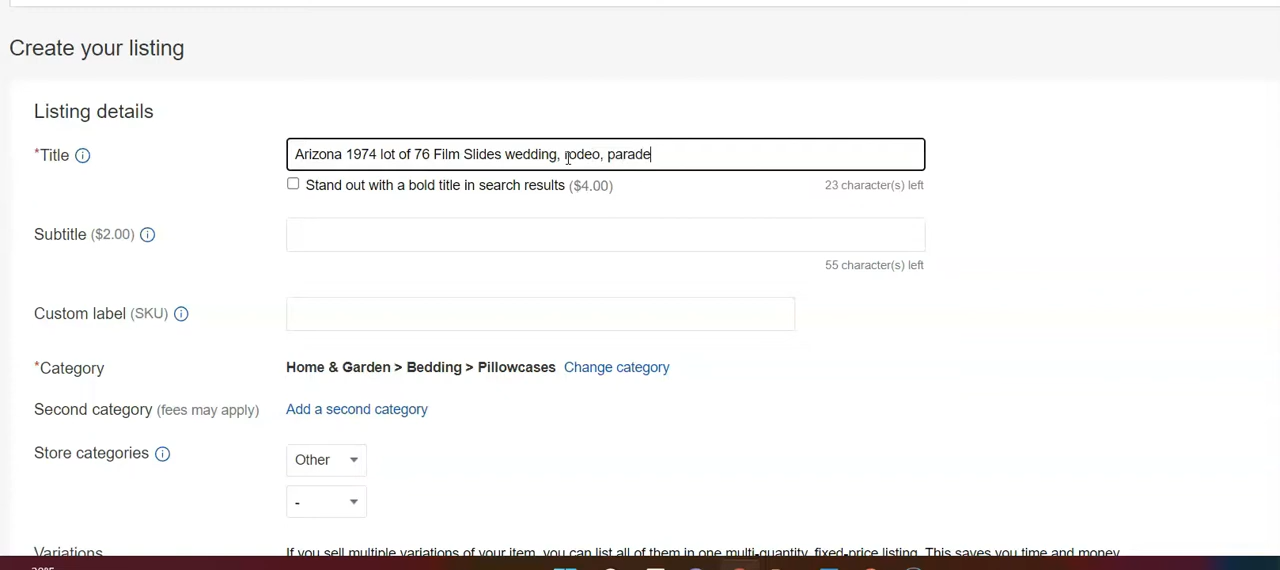 Create your listing
Listing details
*Title
Arizona 1974 lot of 76 Film Slides wedding, rodeo, parade
Stand out with a bold title in search results ($4.00)
23 character(s) left
Subtitle ($2.00)
55 character(s) left
Custom label (SKU)
*Category
Home & Garden > Bedding > Pillowcases Change category
Second category (fees may apply)
Add a second category
Store categories
Other
-
Variations
If you sell multiple variations of your item, you can list all of them in one multi-quantity, fixed-price listing. This saves you time and money